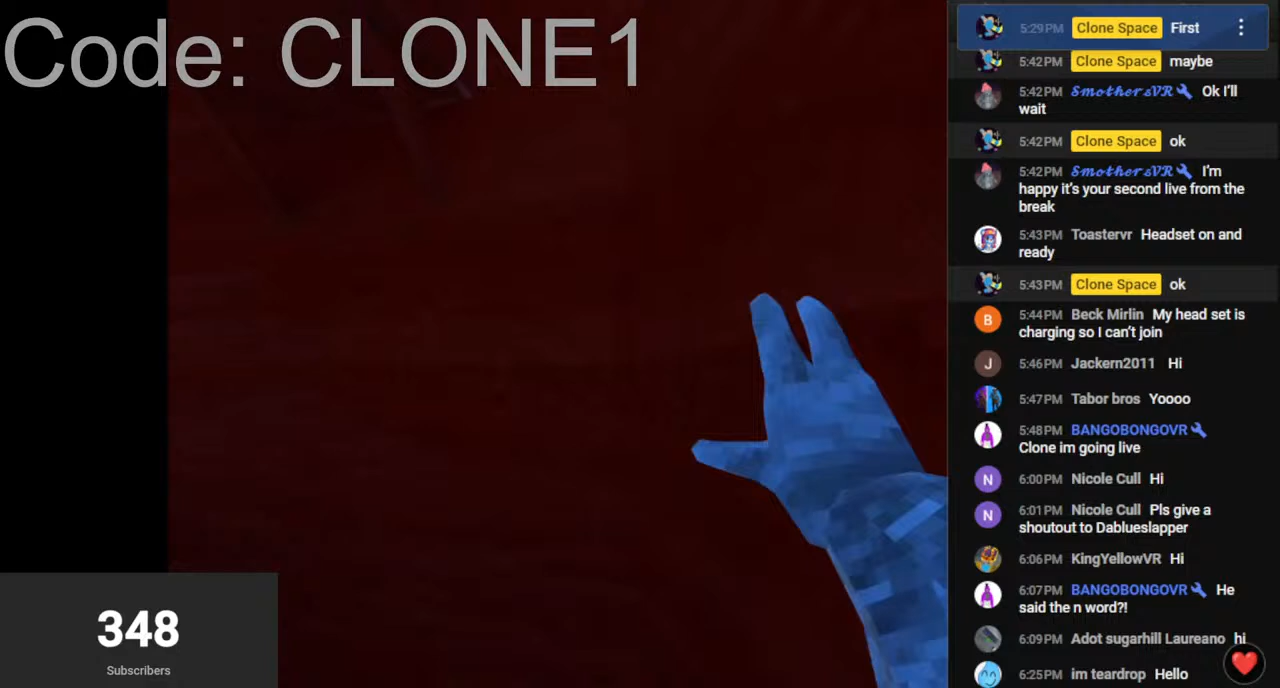 Code: CLONE1
5:29PM Clone Space First
5:42PM Clone Space maybe
5:42PM SmothersVR Ok I'll
wait
5:42PM Clone Space ok
5:42PM SmothersVR I'm
happy it's your second live from the
break
5:43PM Toastervr Headset on and
ready
5:43PM Clone Space ok
B 5:44PM Beck Mirlin My head set is
charging so I can't join
J 5:46PM Jackern2011 Hi
5:47PM Tabor bros Yoooo
5:48PM BANGOBONGOVR
Clone im going live
N 6:00PM Nicole Cull Hi
N 6:01PM Nicole Cull Pls give a
shoutout to Dablueslapper
6:06PM KingYellowVR Hi
6:07PM BANGOBONGOVR He
said the n word?!
6:09PM Adot sugarhill Laureano hi
6:25PM im teardrop Hello
348
Subscribers